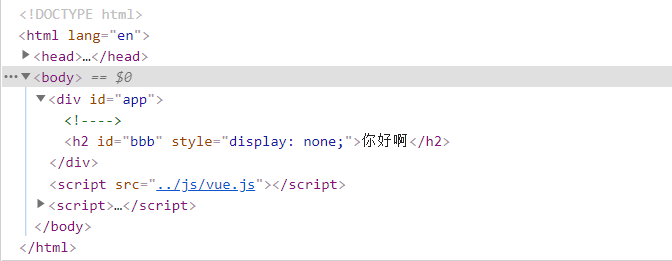 <!DOCTYPE html>
<html lang="en">
<head>…</head>
<body> == $0
<div id="app">
<!---->
<h2 id="bbb" style="display: none;">你好啊</h2>
</div>
<script src="../js/vue.js"></script>
<script>…</script>
</body>
</html>